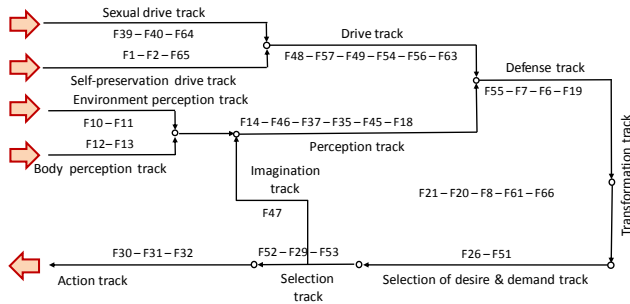 Sexual drive track
F39－F40－F64
F1－F2－F65
Self-preservation drive track
Drive track
F48－F57－F49－F54－F56－F63
Defense track
F55－F7－F6－F19
Environment perception track
F10－F11
F12－F13
Body perception track
F14－F46－F37－F35－F45－F18
Perception track
Imagination
track
F47
F21－F20－F8－F61－F66
Transformation track
F30－F31－F32
Action track
F52－F29－F53
Selection
track
F26－F51
Selection of desire & demand track